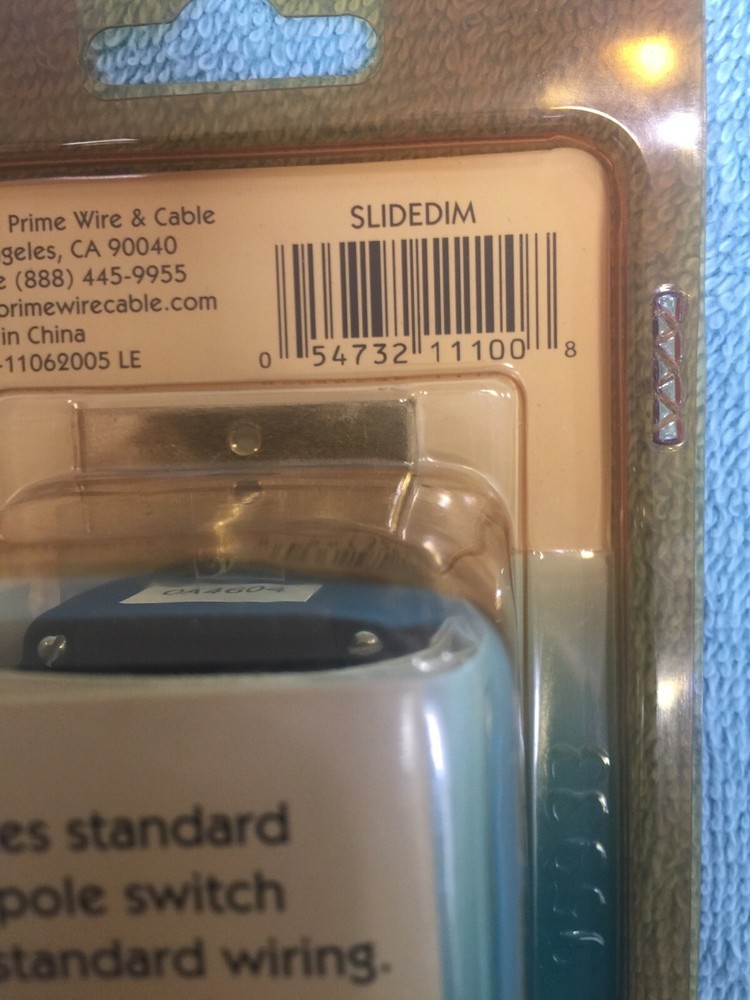 Prime Wire & Cable
geles, CA 90040
e (888) 445-9955
primewirecable.com
in China
-11062005 LE
SLIDEDIM
0 54732 11100 8
0A4604
es standard
pole switch
standard wiring.